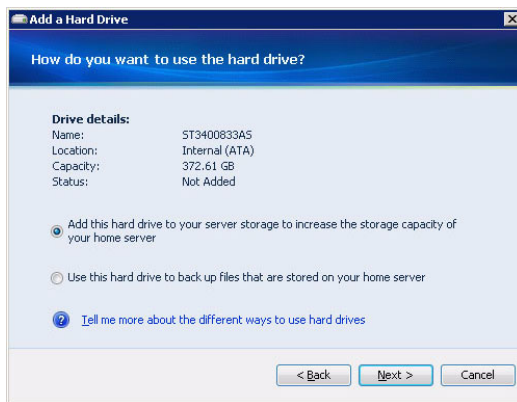 Add a Hard Drive
How do you want to use the hard drive?
Drive details:
Name: ST3400833AS
Location: Internal (ATA)
Capacity: 372.61 GB
Status: Not Added
Add this hard drive to your server storage to increase the storage capacity of
your home server
Use this hard drive to back up files that are stored on your home server
Tell me more about the different ways to use hard drives
< Back Next > Cancel